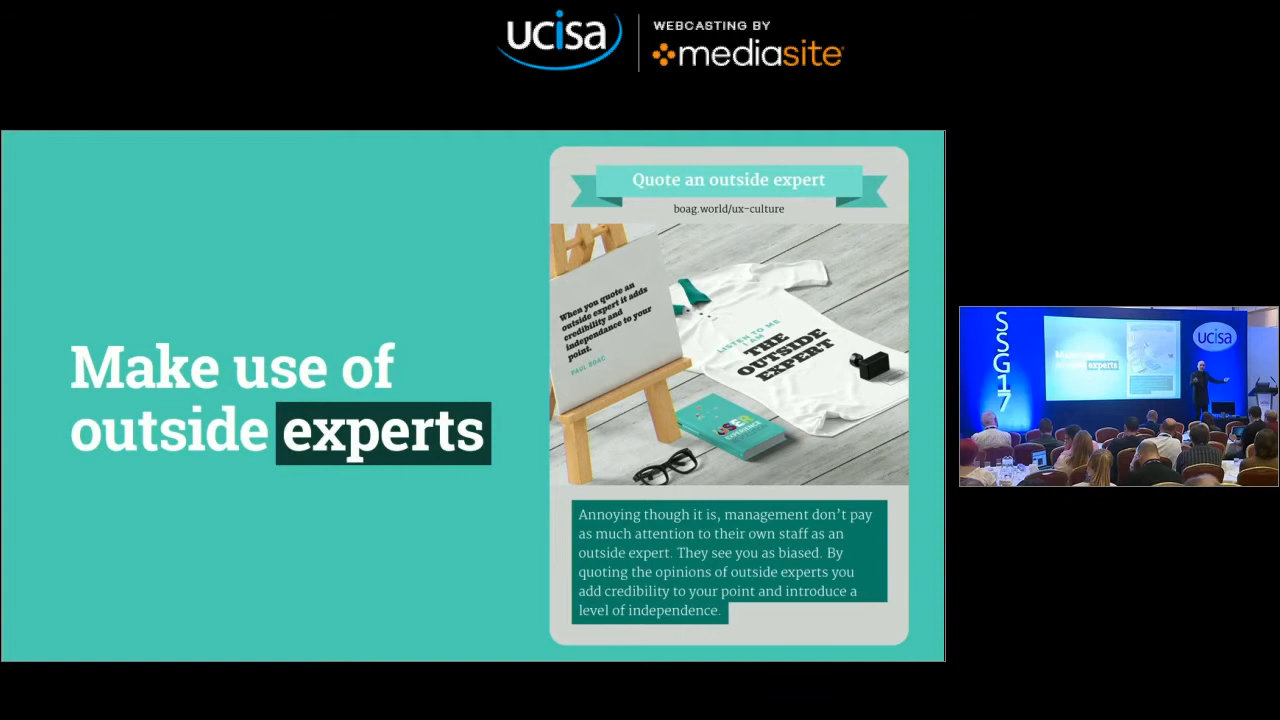 ucisa
WEBCASTING BY
mediasite
Make use of
outside experts
Quote an outside expert
boag.world/ux-culture
When you quote an
outside expert it adds
credibility and
independance to your
point.
PAUL BOAG
LISTEN TO ME
I AM
THE
OUTSIDE
EXPERT
USER
EXPERIENCE
Annoying though it is, management don't pay
as much attention to their own staff as an
outside expert. They see you as biased. By
quoting the opinions of outside experts you
add credibility to your point and introduce a
level of independence.
SSG17
experts
ucisa